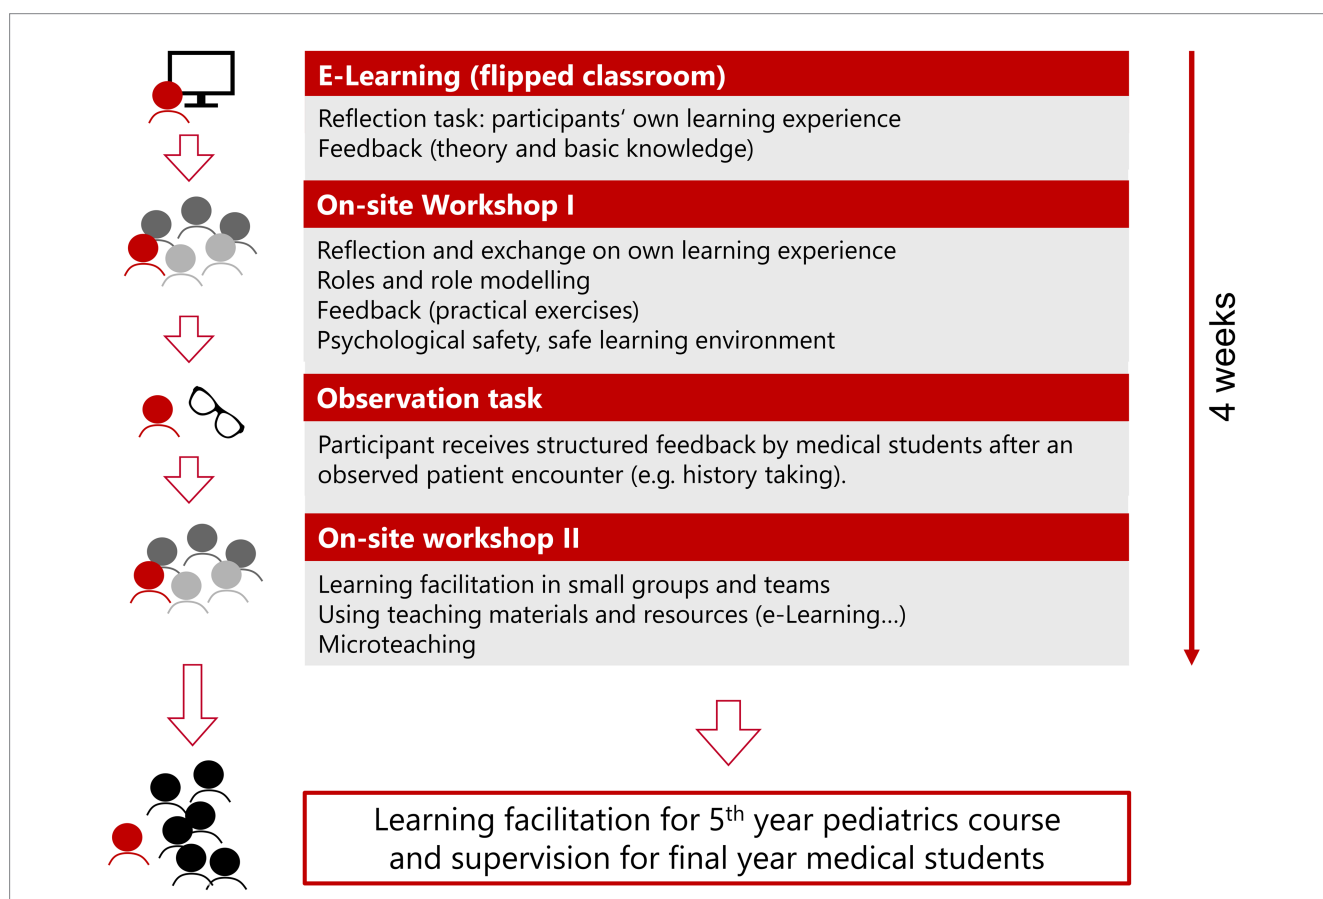 E-Learning (flipped classroom)
Reflection task: participants‘ own learning experience
Feedback (theory and basic knowledge)
On-site Workshop I
Reflection and exchange on own learning experience
Roles and role modelling
Feedback (practical exercises)
Psychological safety, safe learning environment
Observation task
Participant receives structured feedback by medical students after an
observed patient encounter (e.g. history taking).
On-site workshop II
Learning facilitation in small groups and teams
Using teaching materials and resources (e-Learning…)
Microteaching
4 weeks
Learning facilitation for 5th year pediatrics course
and supervision for final year medical students